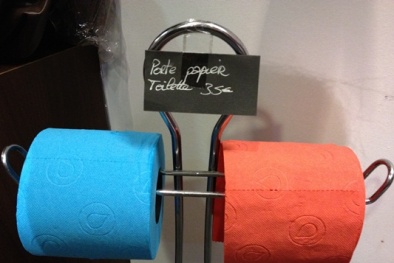 Porte papier
Toilette 35€